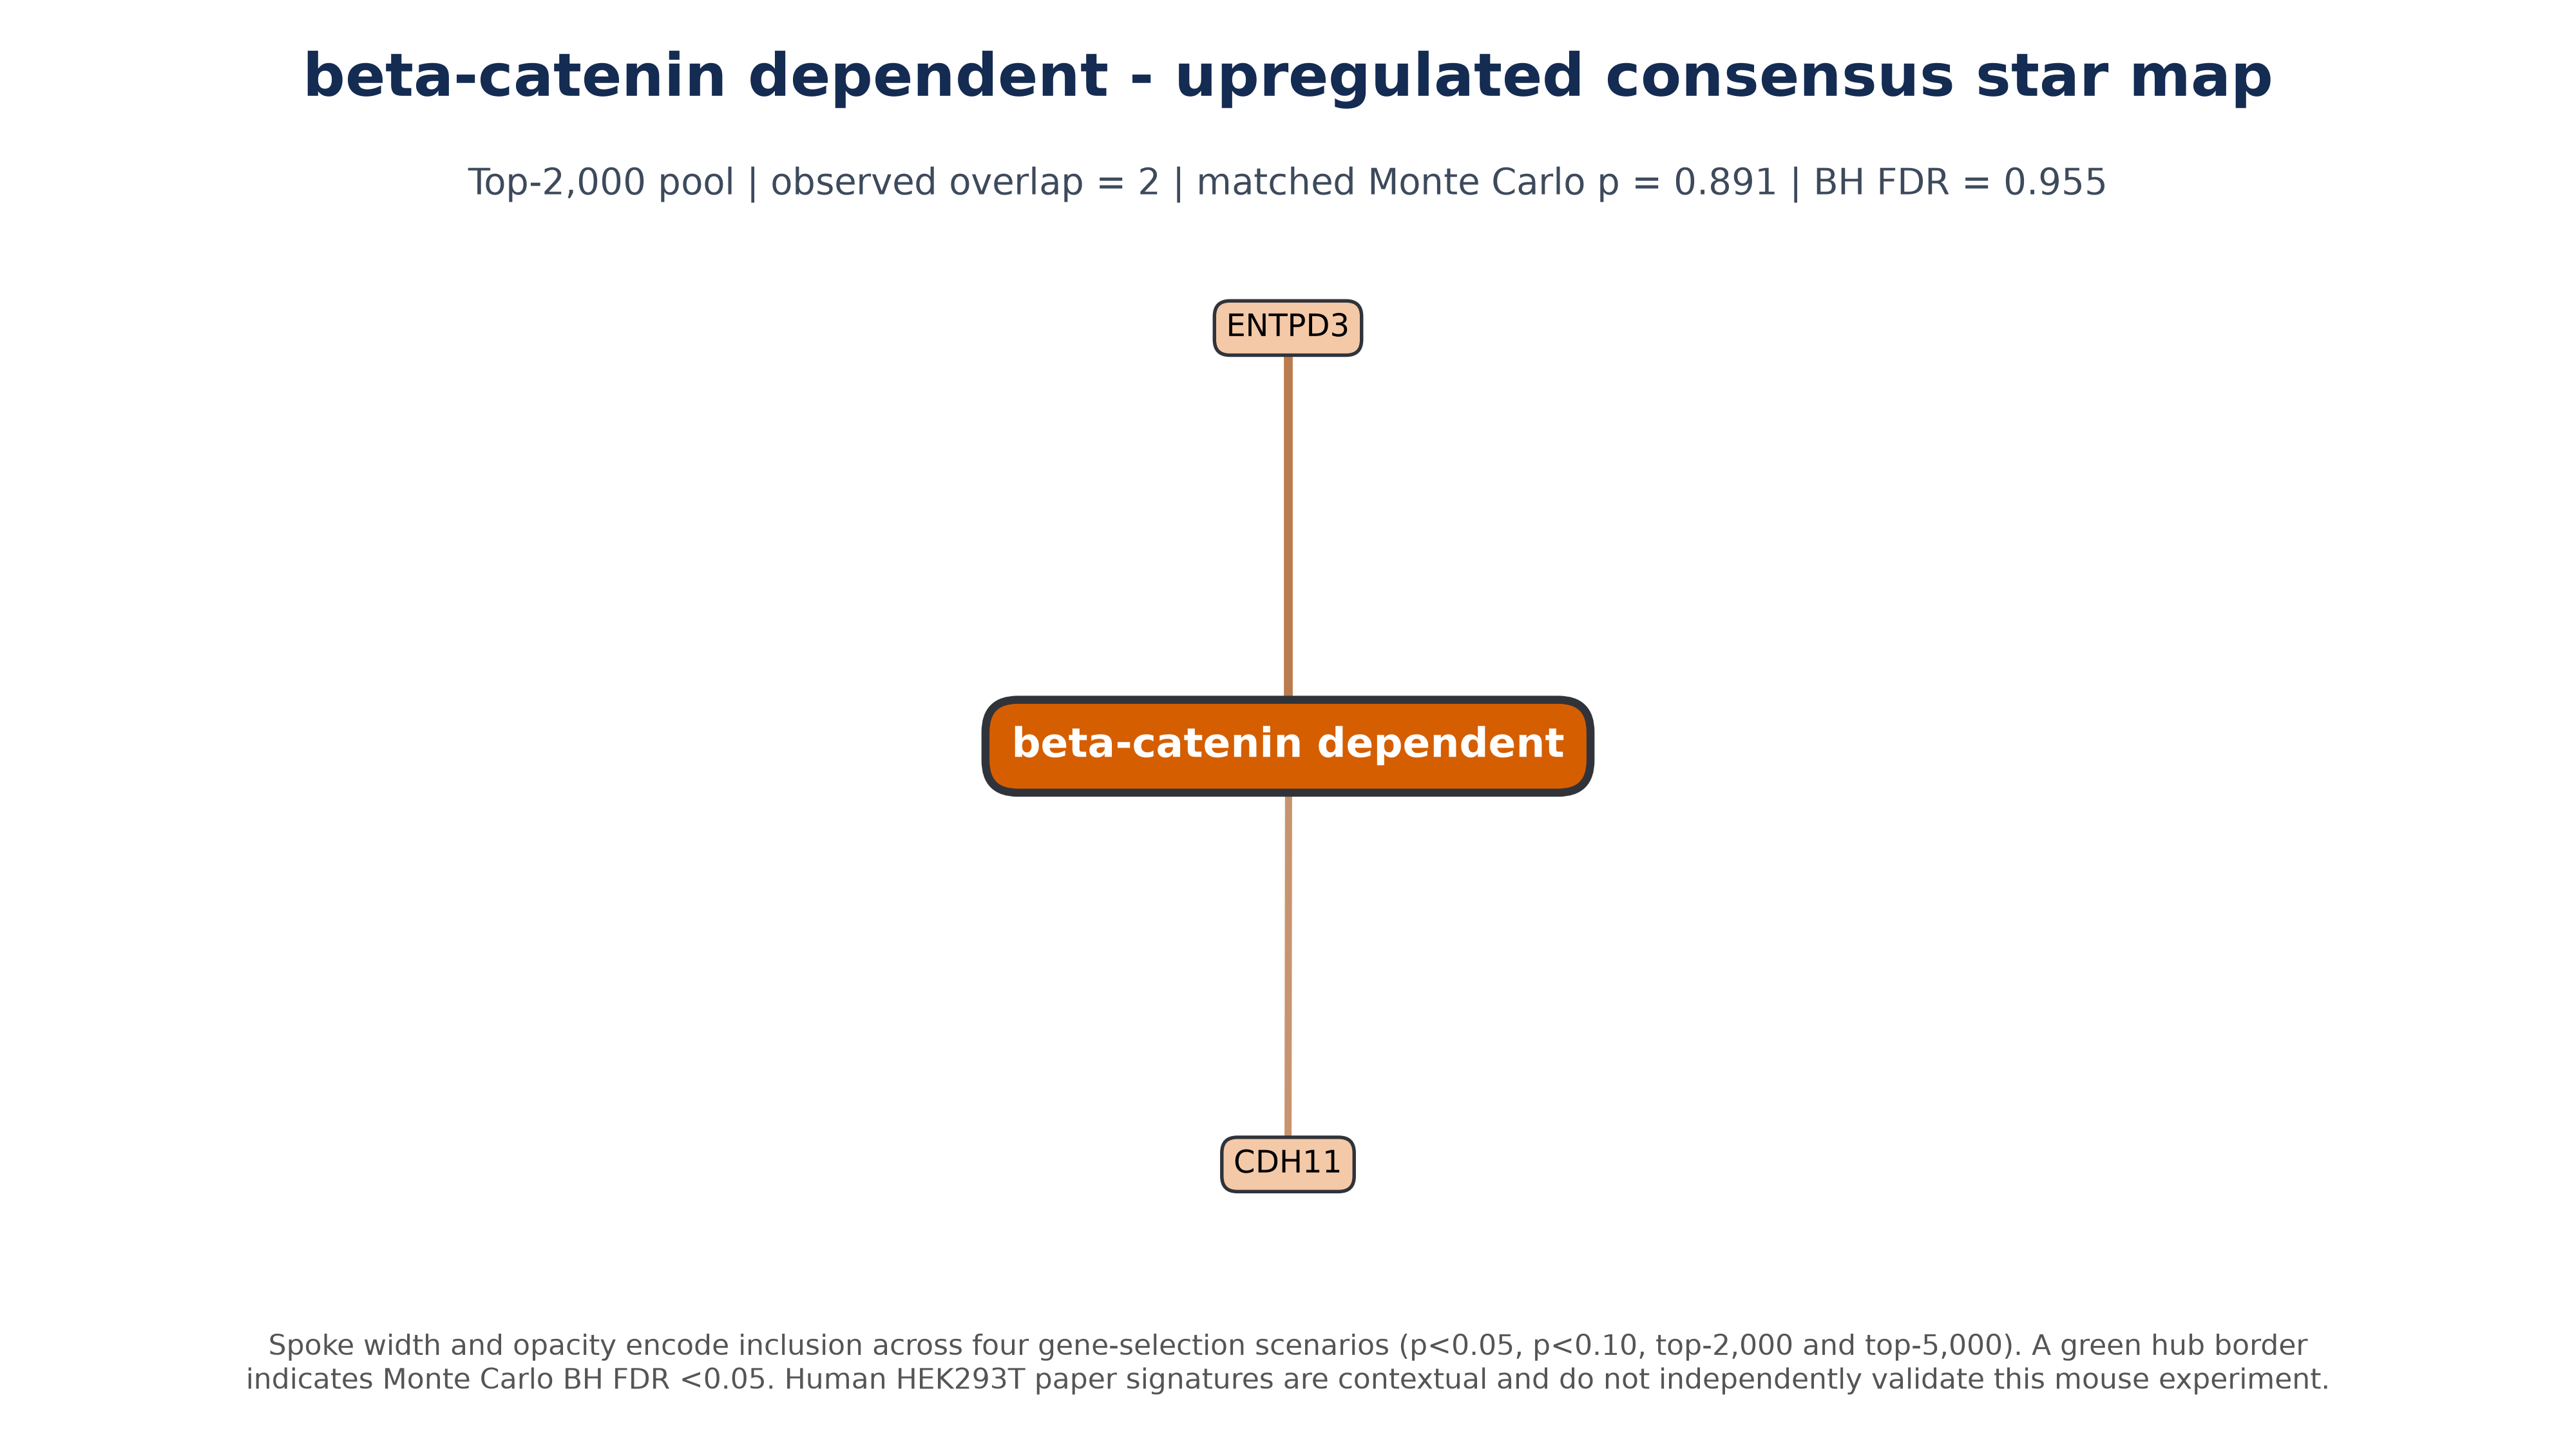 beta-catenin dependent - upregulated consensus star map
Top-2,000 pool | observed overlap = 2 | matched Monte Carlo p = 0.891 | BH FDR = 0.955
ENTPD3
beta-catenin dependent
CDH11
Spoke width and opacity encode inclusion across four gene-selection scenarios (p<0.05, p<0.10, top-2,000 and top-5,000). A green hub border
indicates Monte Carlo BH FDR <0.05. Human HEK293T paper signatures are contextual and do not independently validate this mouse experiment.